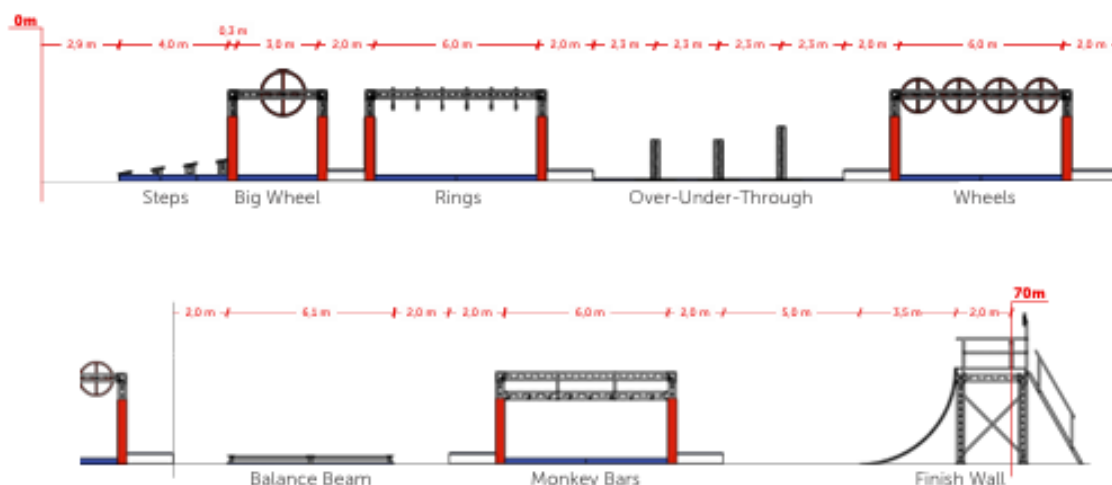 0m
0,3 m
2,9 m 4,0 m 3,0 m 2,0 m 6,0 m 2,0 m 2,3 m 2,3 m 2,3 m 2,3 m 2,0 m 6,0 m 2,0 m
Steps Big Wheel Rings Over-Under-Through Wheels
70m
2,0 m 6,5 m 2,0 m 2,0 m 6,0 m 2,0 m 5,0 m 3,5 m 2,0 m
Balance Beam Monkey Bars Finish Wall